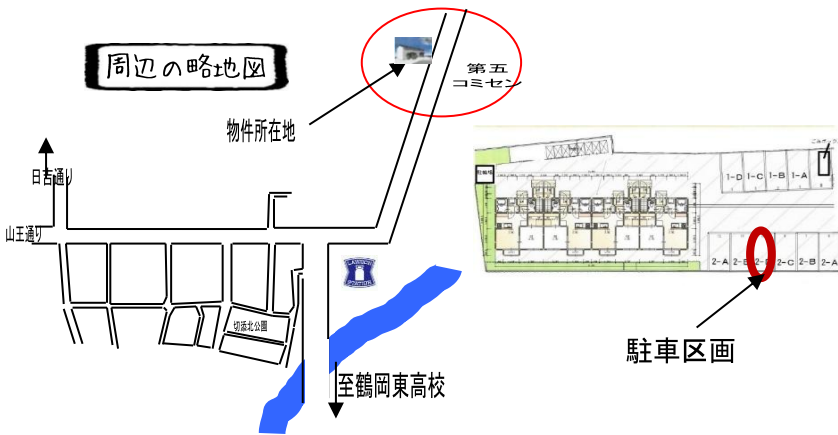 周辺の略地図
第五
コミセン
物件所在地
日吉通り
山王通り
切添北公園
至鶴岡東高校
1-D
1-C
1-B
1-A
2-A
2-C
2-B
2-A
駐車区画